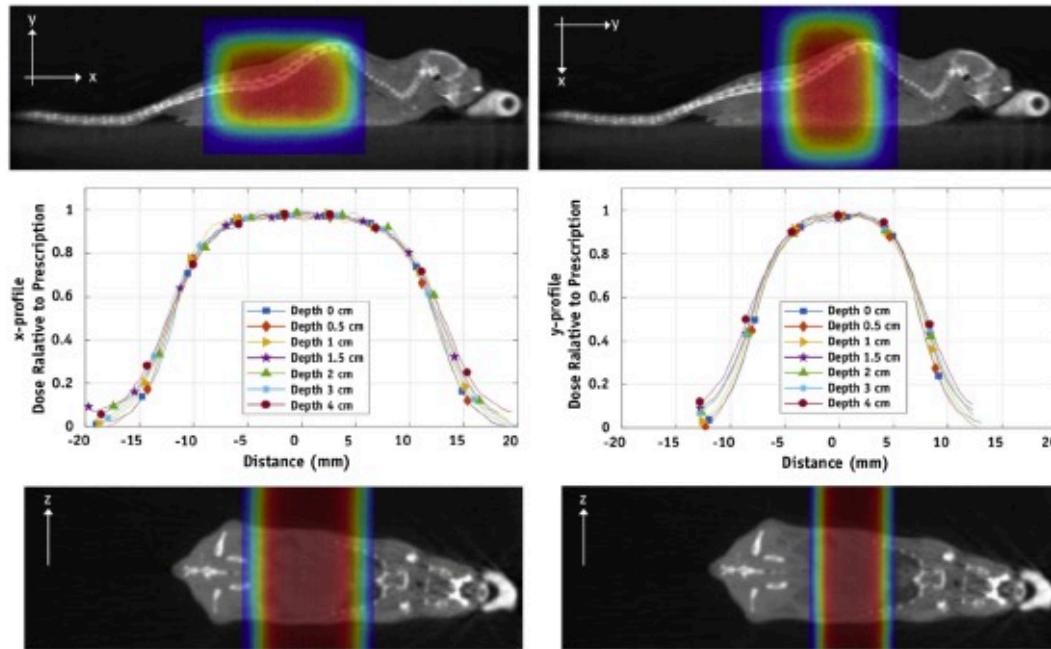 y
x
y
x
x-profile
Dose Ralative to Prescription
1
0.8
0.6
0.4
0.2
0
Depth 0 cm
Depth 0.5 cm
Depth 1 cm
Depth 1.5 cm
Depth 2 cm
Depth 3 cm
Depth 4 cm
-20 -15 -10 -5 0 5 10 15 20
Distance (mm)
y-profile
Dose Ralative to Prescription
1
0.8
0.6
0.4
0.2
0
Depth 0 cm
Depth 0.5 cm
Depth 1 cm
Depth 1.5 cm
Depth 2 cm
Depth 3 cm
Depth 4 cm
-20 -15 -10 -5 0 5 10 15 20
Distance (mm)
z
z